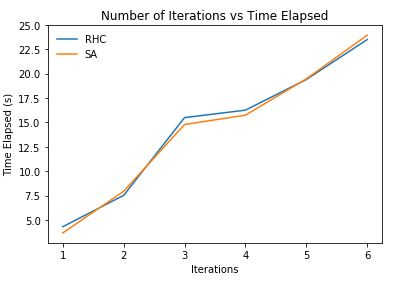 Number of Iterations vs Time Elapsed
25.0
22.5
20.0
17.5
15.0
12.5
10.0
7.5
5.0
Time Elapsed (s)
RHC
SA
1 2 3 4 5 6
Iterations